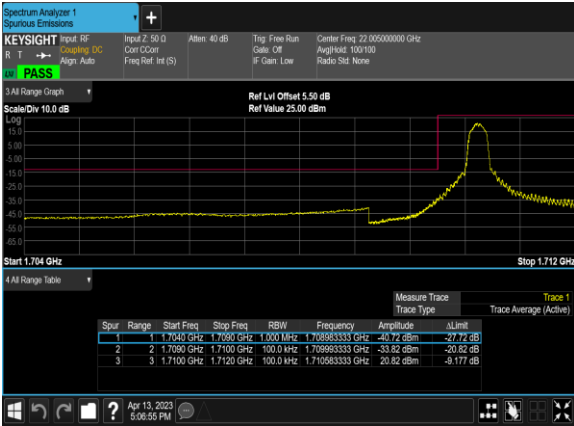 Spectrum Analyzer 1
Spurious Emissions
+
KEYSIGHT Input: RF Input Z: 50 Ω Atten: 40 dB Trig: Free Run Center Freq: 22.005000000 GHz
R T Coupling: DC Corr CCorr Gate: Off Avg|Hold: 100/100
Align: Auto Freq Ref: Int (S) IF Gain: Low Radio Std: None
PASS
3 All Range Graph
Ref Lvl Offset 5.50 dB
Scale/Div 10.0 dB Ref Value 25.00 dBm
Log
15.0
5.00
-5.00
-15.0
-25.0
-35.0
-45.0
-55.0
-65.0
Start 1.704 GHz Stop 1.712 GHz
4 All Range Table
Measure Trace Trace 1
Trace Type Trace Average (Active)
Spur Range Start Freq Stop Freq RBW Frequency Amplitude ΔLimit
1 1 1.7040 GHz 1.7090 GHz 1.000 MHz 1.708983333 GHz -40.72 dBm -27.72 dB
2 2 1.7090 GHz 1.7100 GHz 100.0 kHz 1.709993333 GHz -33.82 dBm -20.82 dB
3 3 1.7100 GHz 1.7120 GHz 100.0 kHz 1.710583333 GHz 20.82 dBm -9.177 dB
? Apr 13, 2023
5:06:55 PM